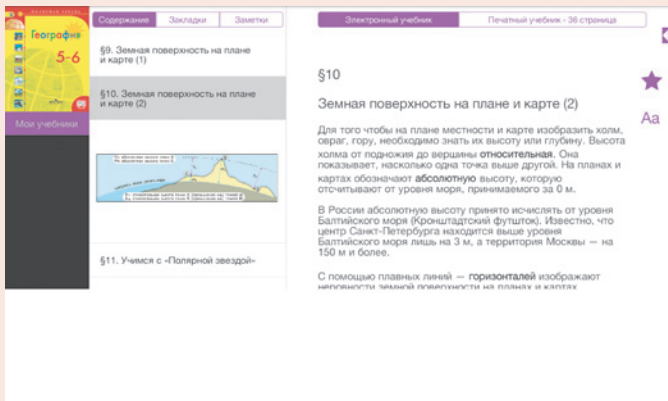 География
5-6
Мои учебники
Содержание
Закладки
Заметки
§9. Земная поверхность на плане
и карте (1)
§10. Земная поверхность на плане
и карте (2)
§11. Учимся с «Полярной звездой»
Электронный учебник
Печатный учебник - 36 страница
§10
Земная поверхность на плане и карте (2)
Для того чтобы на плане местности и карте изобразить холм,
овраг, гору, необходимо знать их высоту или глубину. Высота
холма от подножия до вершины относительная. Она
показывает, насколько одна точка выше другой. На планах и
картах обозначают абсолютную высоту, которую
отсчитывают от уровня моря, принимаемого за 0 м.
В России абсолютную высоту принято исчислять от уровня
Балтийского моря (Кронштадтский футшток). Известно, что
центр Санкт-Петербурга находится выше уровня
Балтийского моря лишь на 3 м, а территория Москвы — на
150 м и более.
С помощью плавных линий — горизонталей изображают
неровности земной поверхности на планах и картах
Aa